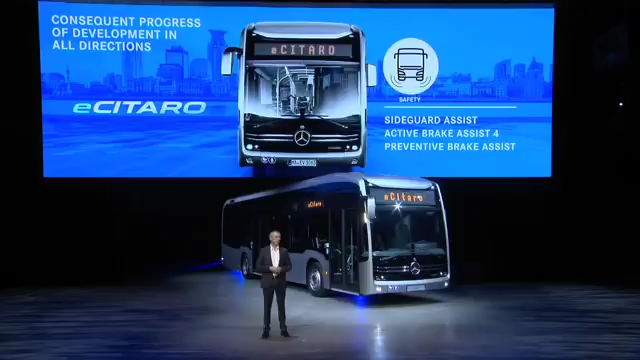 CONSEQUENT PROGRESS
OF DEVELOPMENT IN
ALL DIRECTIONS
eCITARO
eCITARO
SAFETY
SIDEGUARD ASSIST
ACTIVE BRAKE ASSIST 4
PREVENTIVE BRAKE ASSIST
eCitaro
eCitaro